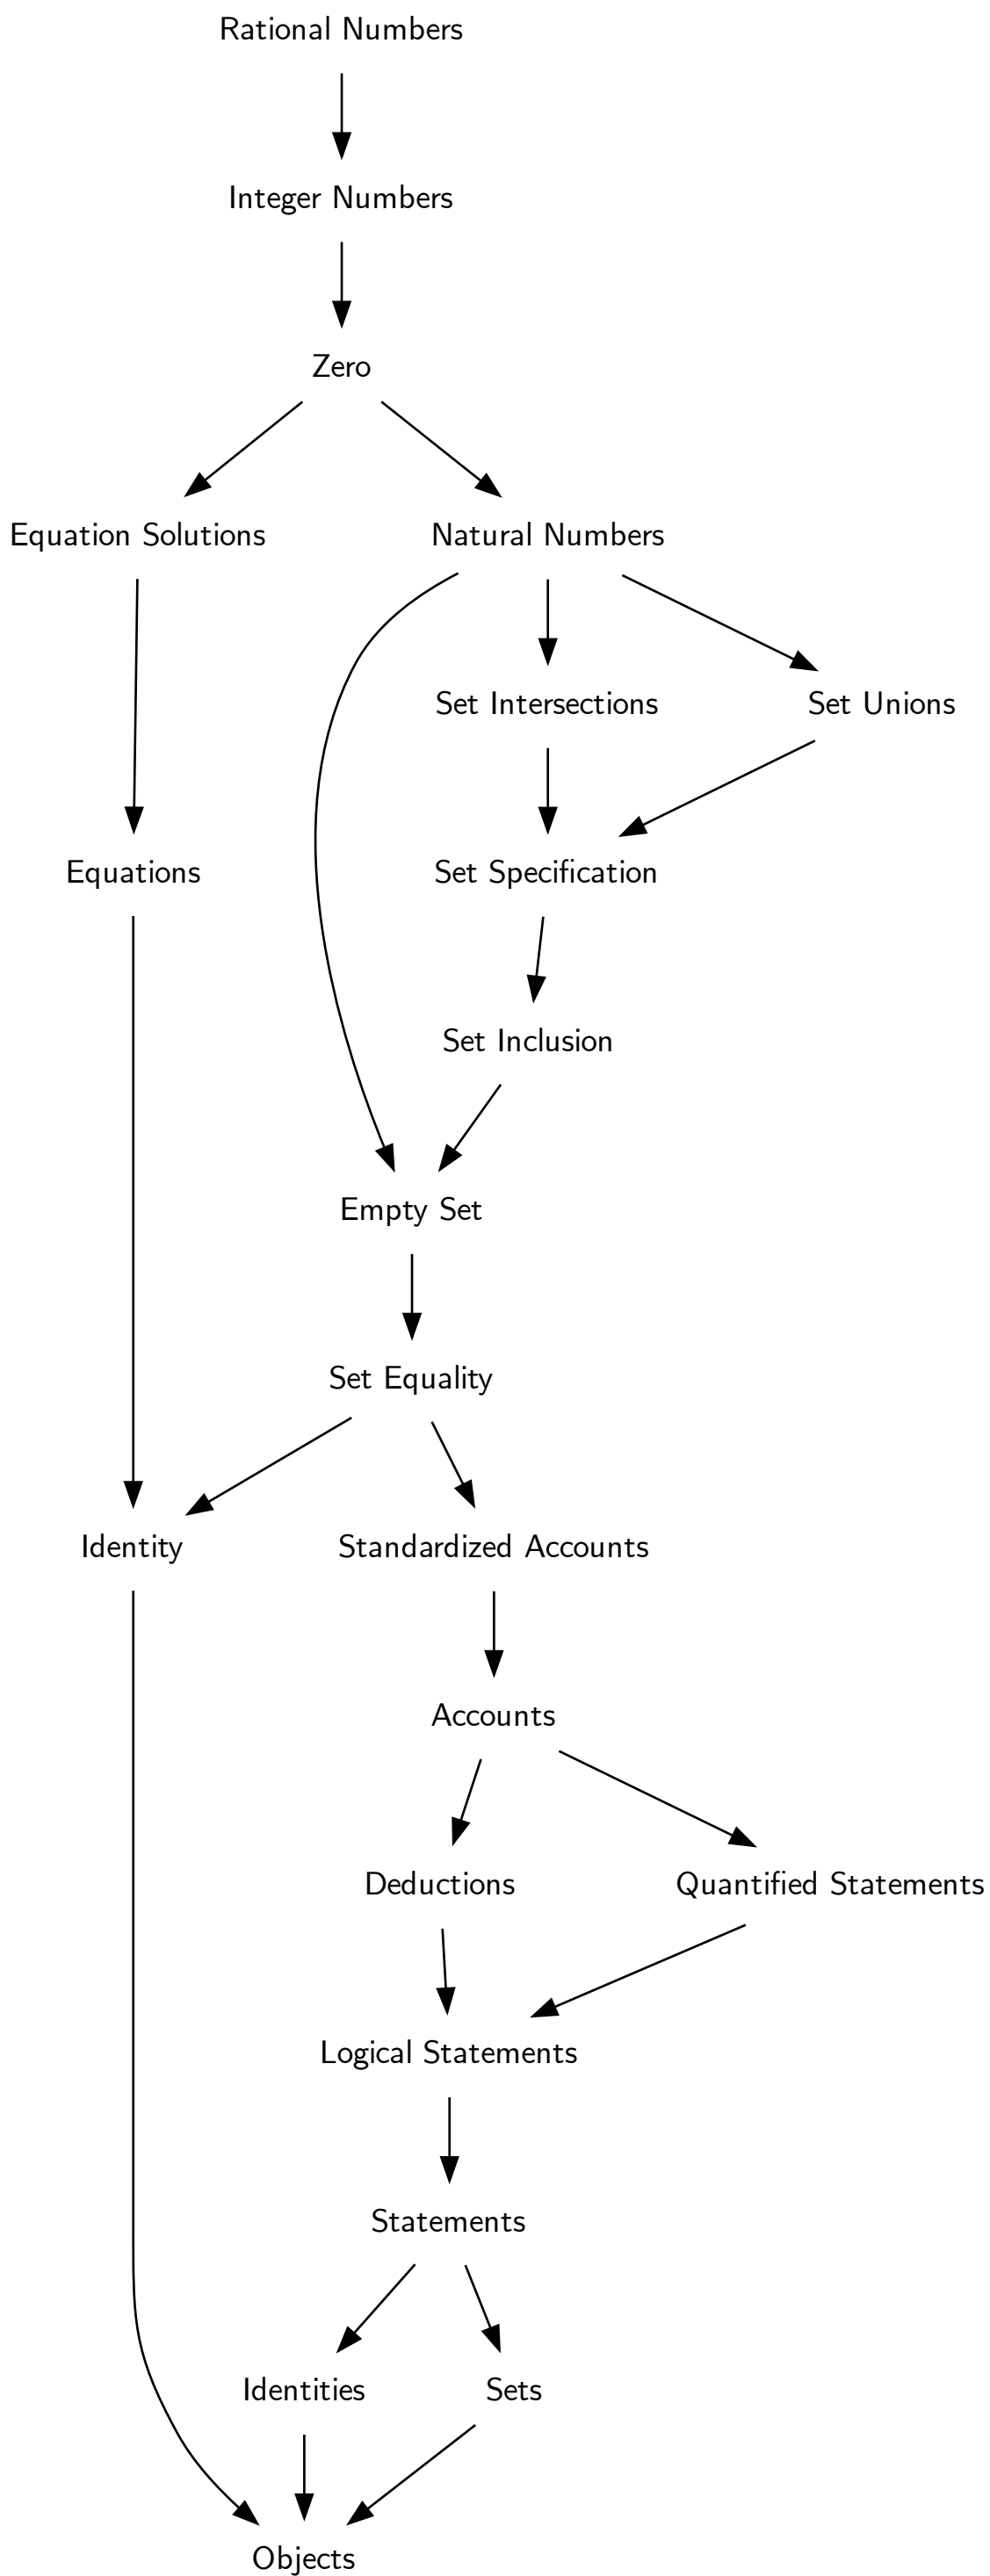 Rational Numbers
Integer Numbers
Zero
Equation Solutions
Natural Numbers
Set Intersections
Set Unions
Equations
Set Specification
Set Inclusion
Empty Set
Set Equality
Identity
Standardized Accounts
Accounts
Deductions
Quantified Statements
Logical Statements
Statements
Identities
Sets
Objects